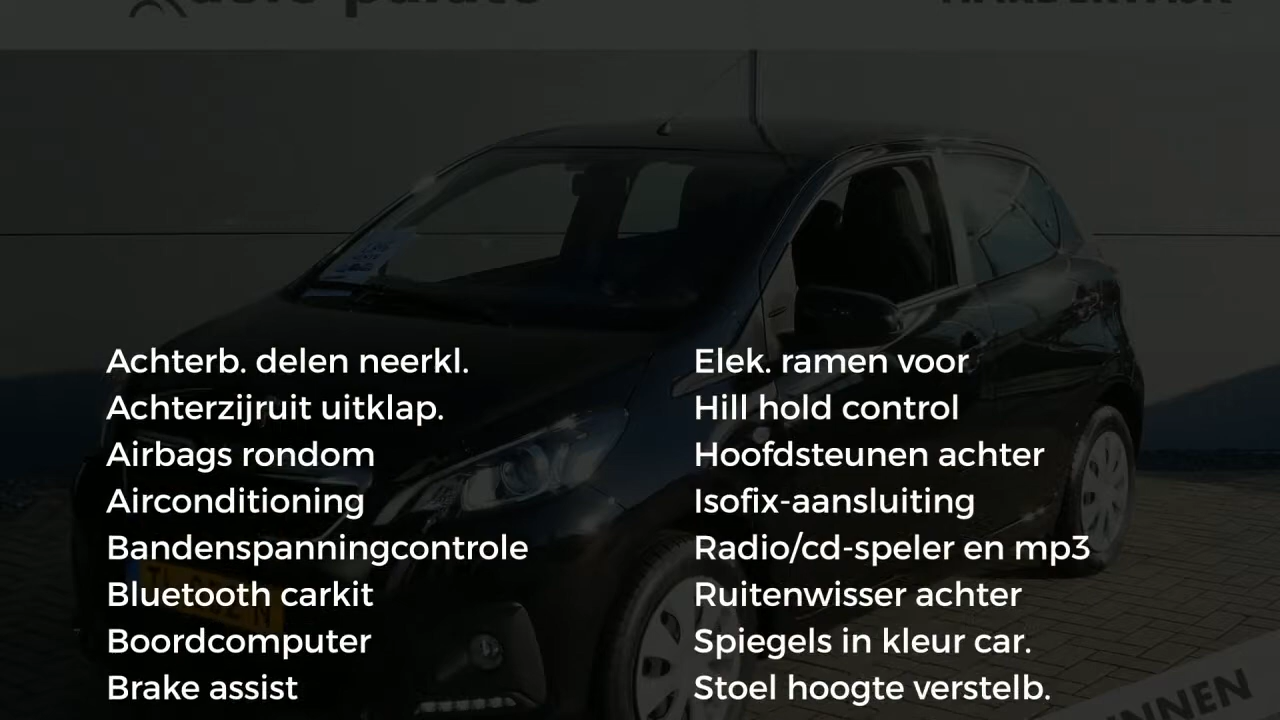 Achterb. delen neerkl.
Achterzijruit uitklap.
Airbags rondom
Airconditioning
Bandenspanningcontrole
Bluetooth carkit
Boordcomputer
Brake assist
Elek. ramen voor
Hill hold control
Hoofdsteunen achter
Isofix-aansluiting
Radio/cd-speler en mp3
Ruitenwisser achter
Spiegels in kleur car.
Stoel hoogte verstelb.